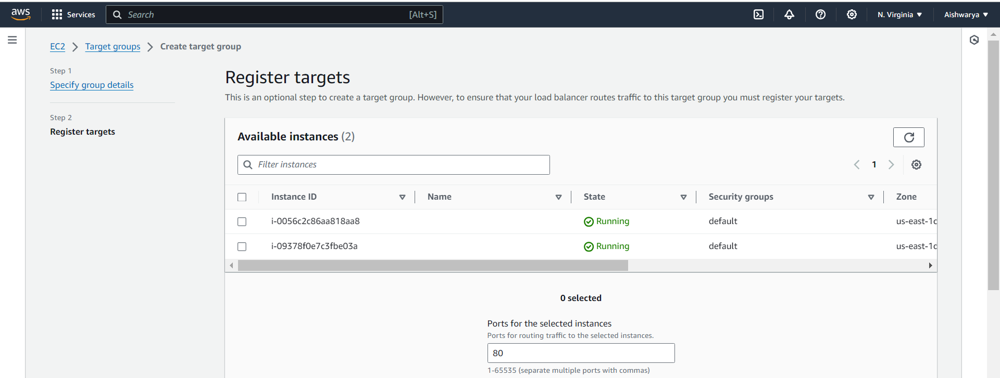 aws
Services
Search
[Alt+S]
N. Virginia
Aishwarya
EC2
Target groups
Create target group
Step 1
Specify group details
Step 2
Register targets
Register targets
This is an optional step to create a target group. However, to ensure that your load balancer routes traffic to this target group you must register your targets.
Available instances (2)
Filter instances
1
Instance ID Name State Security groups Zone
i-0056c2c86aa818aa8 Running default us-east-1c
i-09378f0e7c3fbe03a Running default
0 selected
Ports for the selected instances
Ports for routing traffic to the selected instances.
80
1-65535 (separate multiple ports with commas)